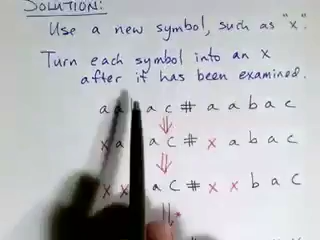 SOLUTION:
Use a new symbol, such as "x".
Turn each symbol into an x
after it has been examined.
a a a c # a a b a c
x a a c # x a b a c
x x a c # x x b a c